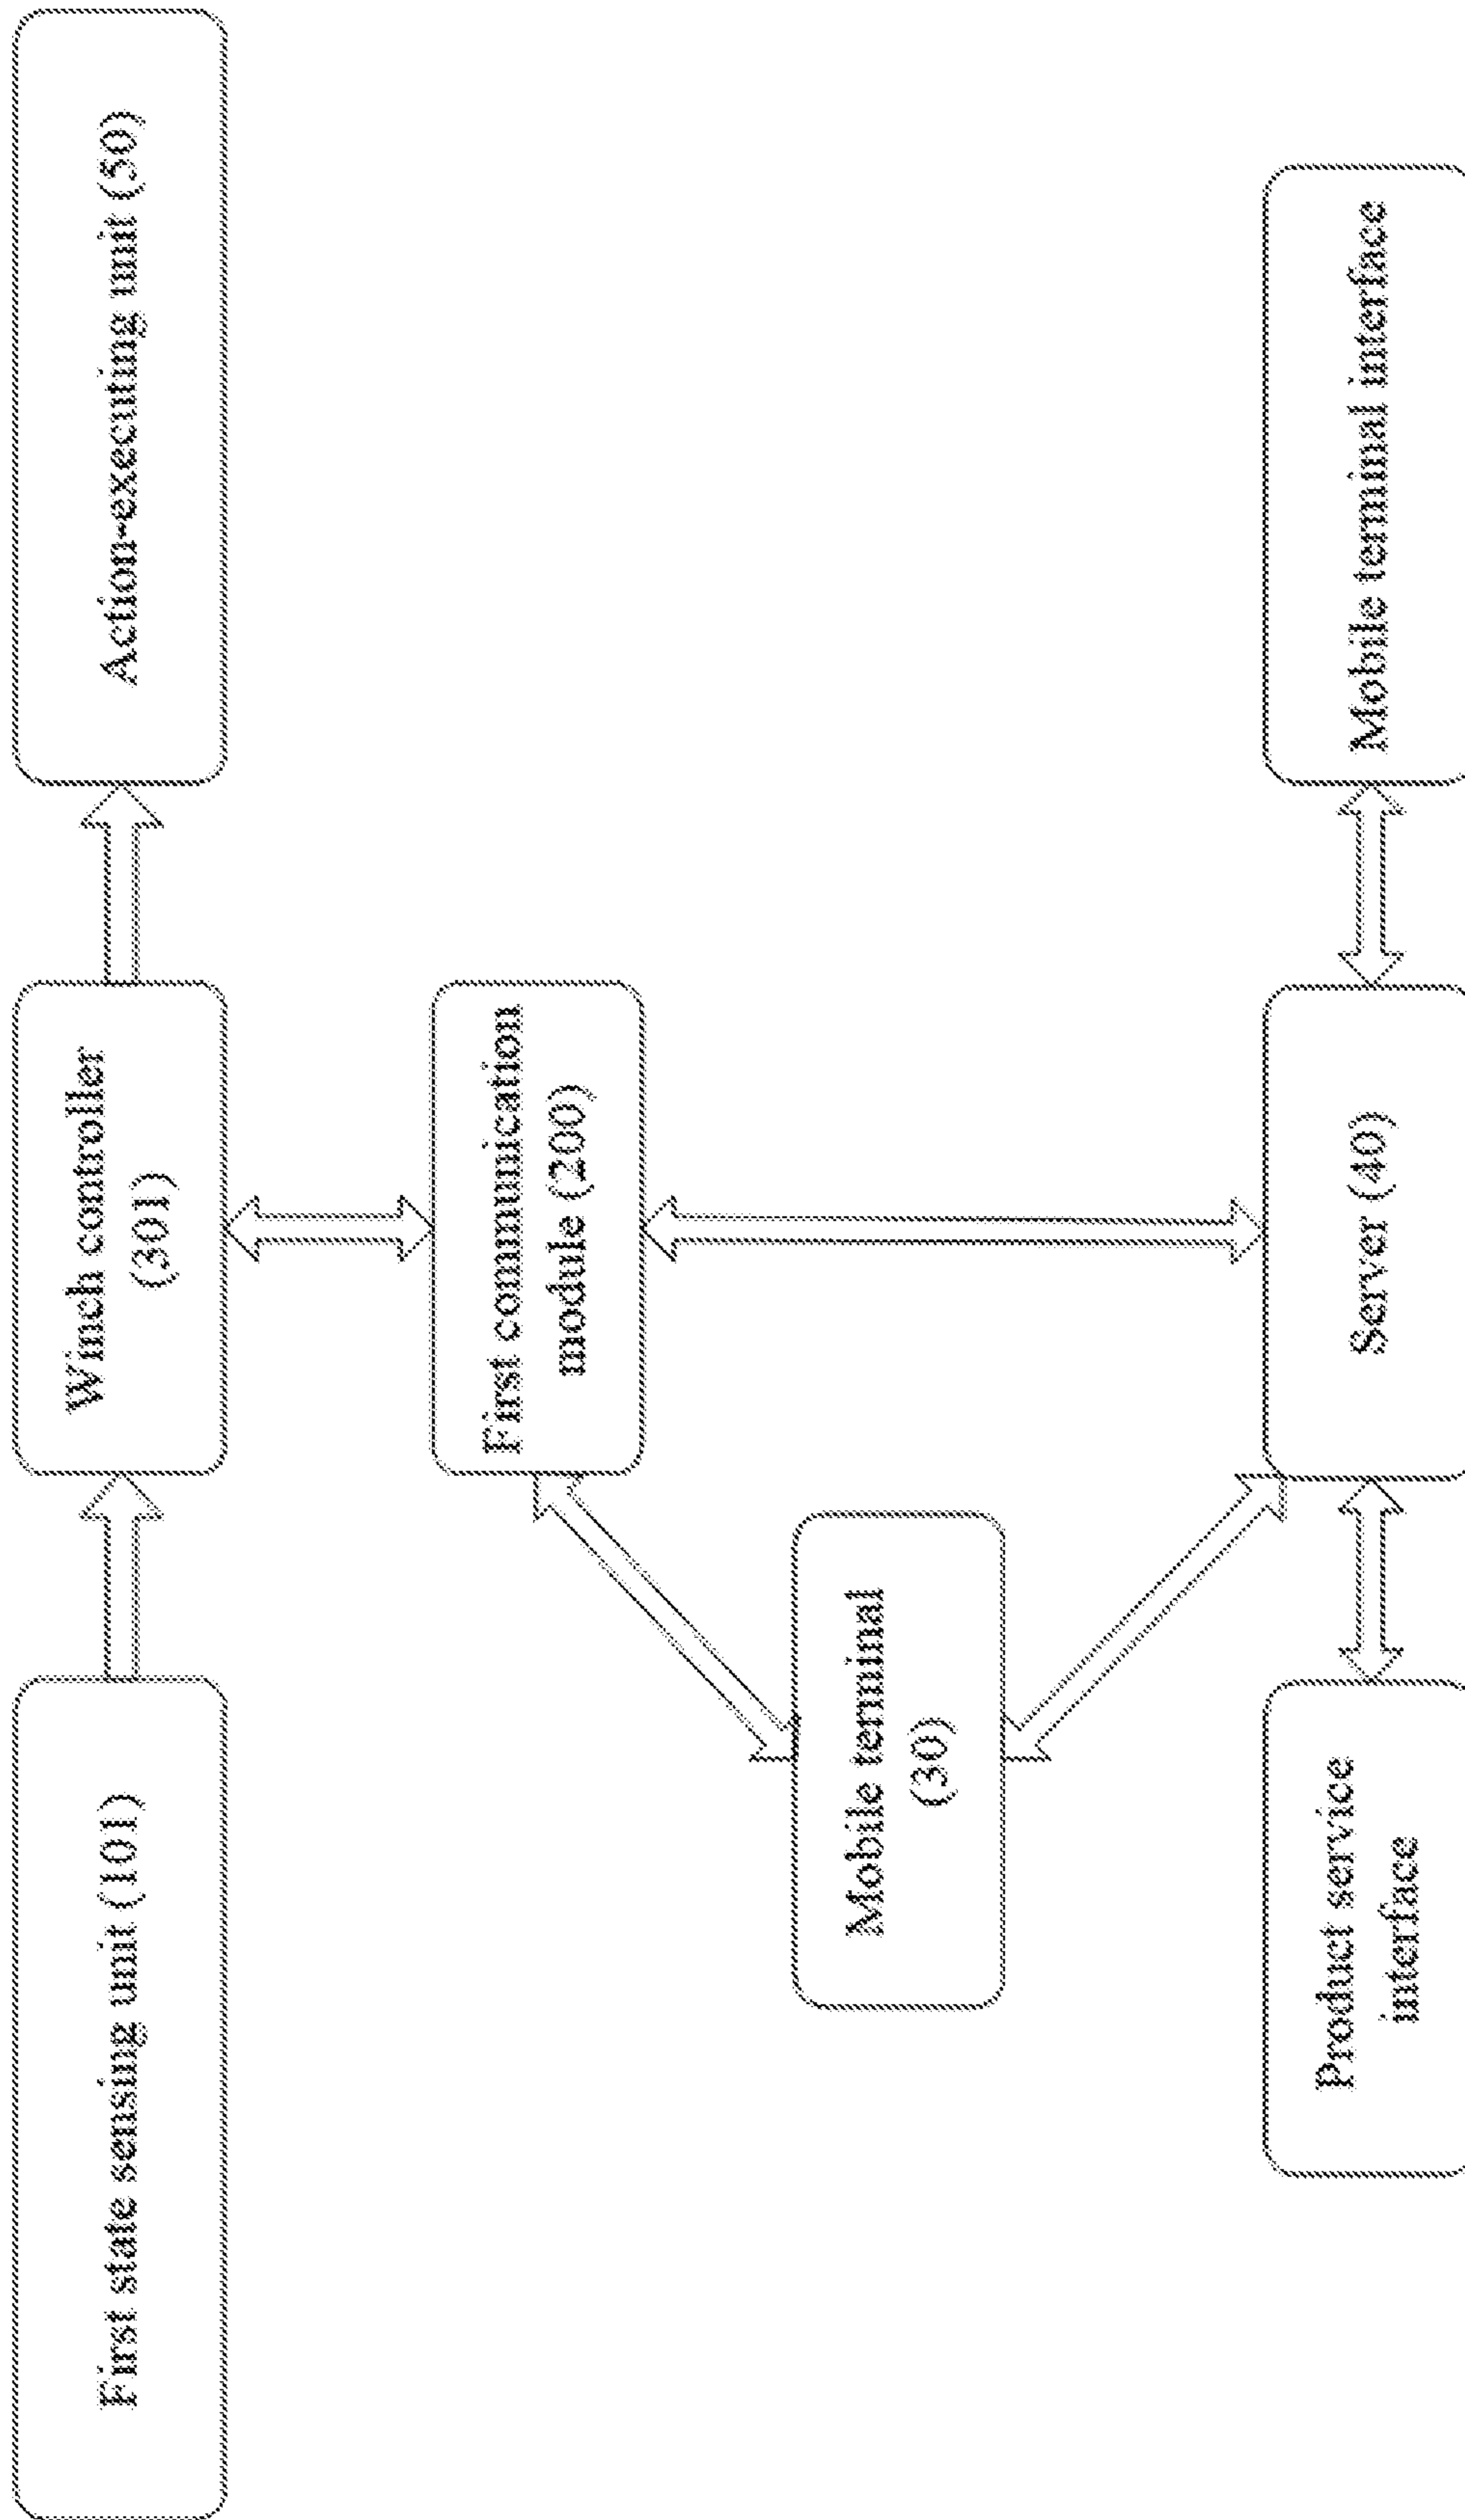 First state sensing unit (101)
Winch controller
(301)
Action-executing unit (50)
First communication
module (200)
Mobile terminal
(30)
Product service
interface
Server (40)
Mobile terminal interface